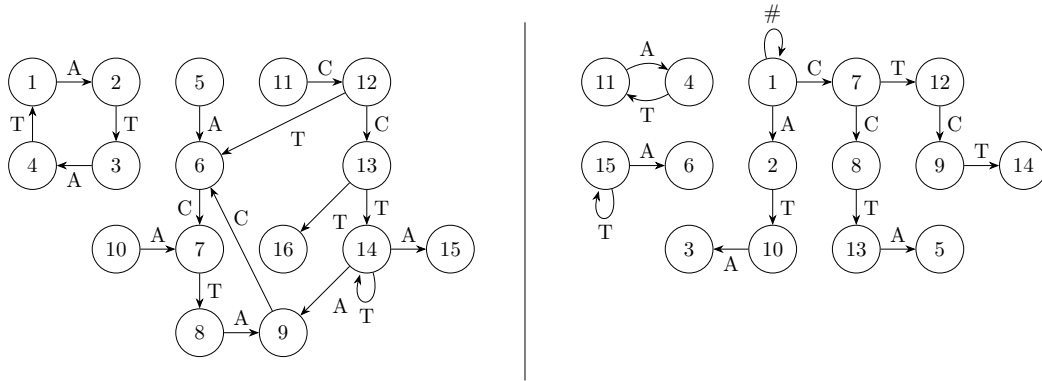 #
1 A 2 5 11 C 12 11 A 4 1 C 7 T 12
T T A T C T A C C
4 A 3 6 13 15 A 6 2 8 9 T 14
C C T T T T T
10 A 7 16 14 A 15 3 A 10 13 A 5
T A T
8 A 9